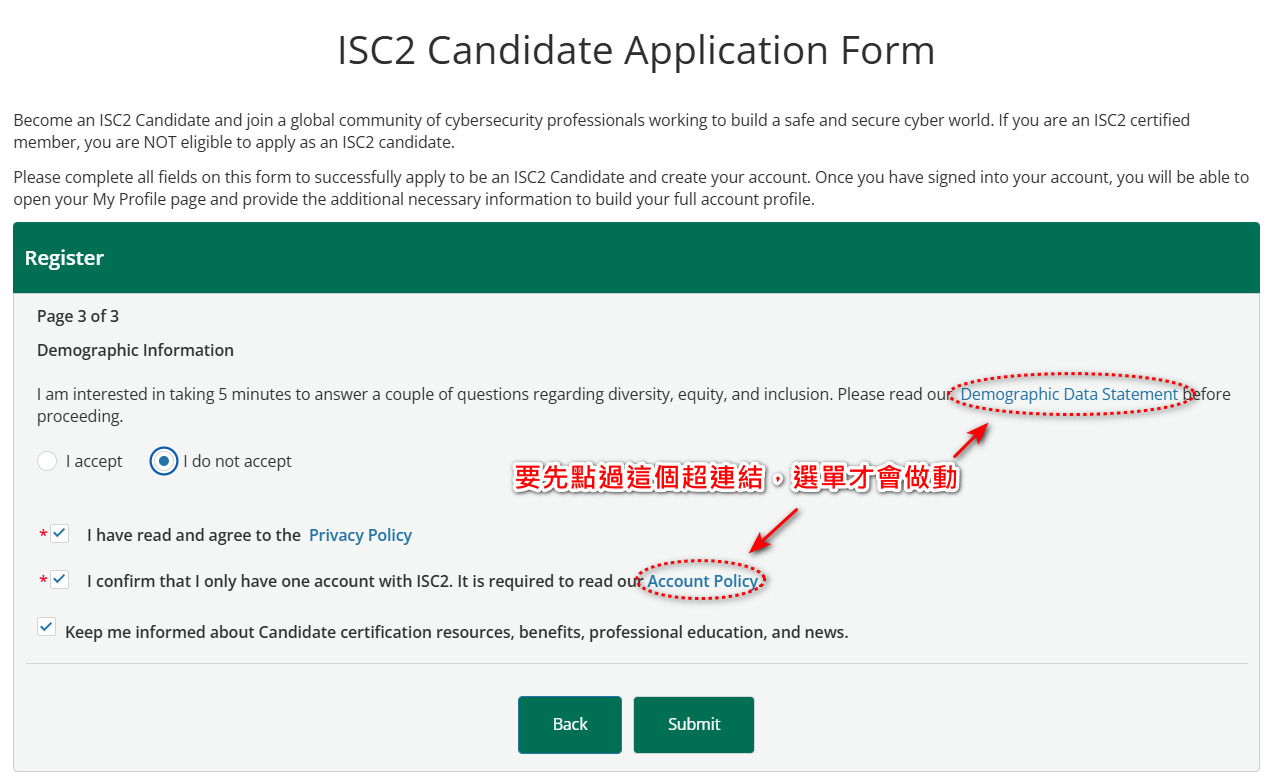 ISC2 Candidate Application Form
Become an ISC2 Candidate and join a global community of cybersecurity professionals working to build a safe and secure cyber world. If you are an ISC2 certified
member, you are NOT eligible to apply as an ISC2 candidate.
Please complete all fields on this form to successfully apply to be an ISC2 Candidate and create your account. Once you have signed into your account, you will be able to
open your My Profile page and provide the additional necessary information to build your full account profile.
Register
Page 3 of 3
Demographic Information
I am interested in taking 5 minutes to answer a couple of questions regarding diversity, equity, and inclusion. Please read our Demographic Data Statement before
proceeding.
I accept I do not accept
要先點過這個超連結，選單才會做動
* I have read and agree to the Privacy Policy
* I confirm that I only have one account with ISC2. It is required to read our Account Policy.
Keep me informed about Candidate certification resources, benefits, professional education, and news.
Back Submit